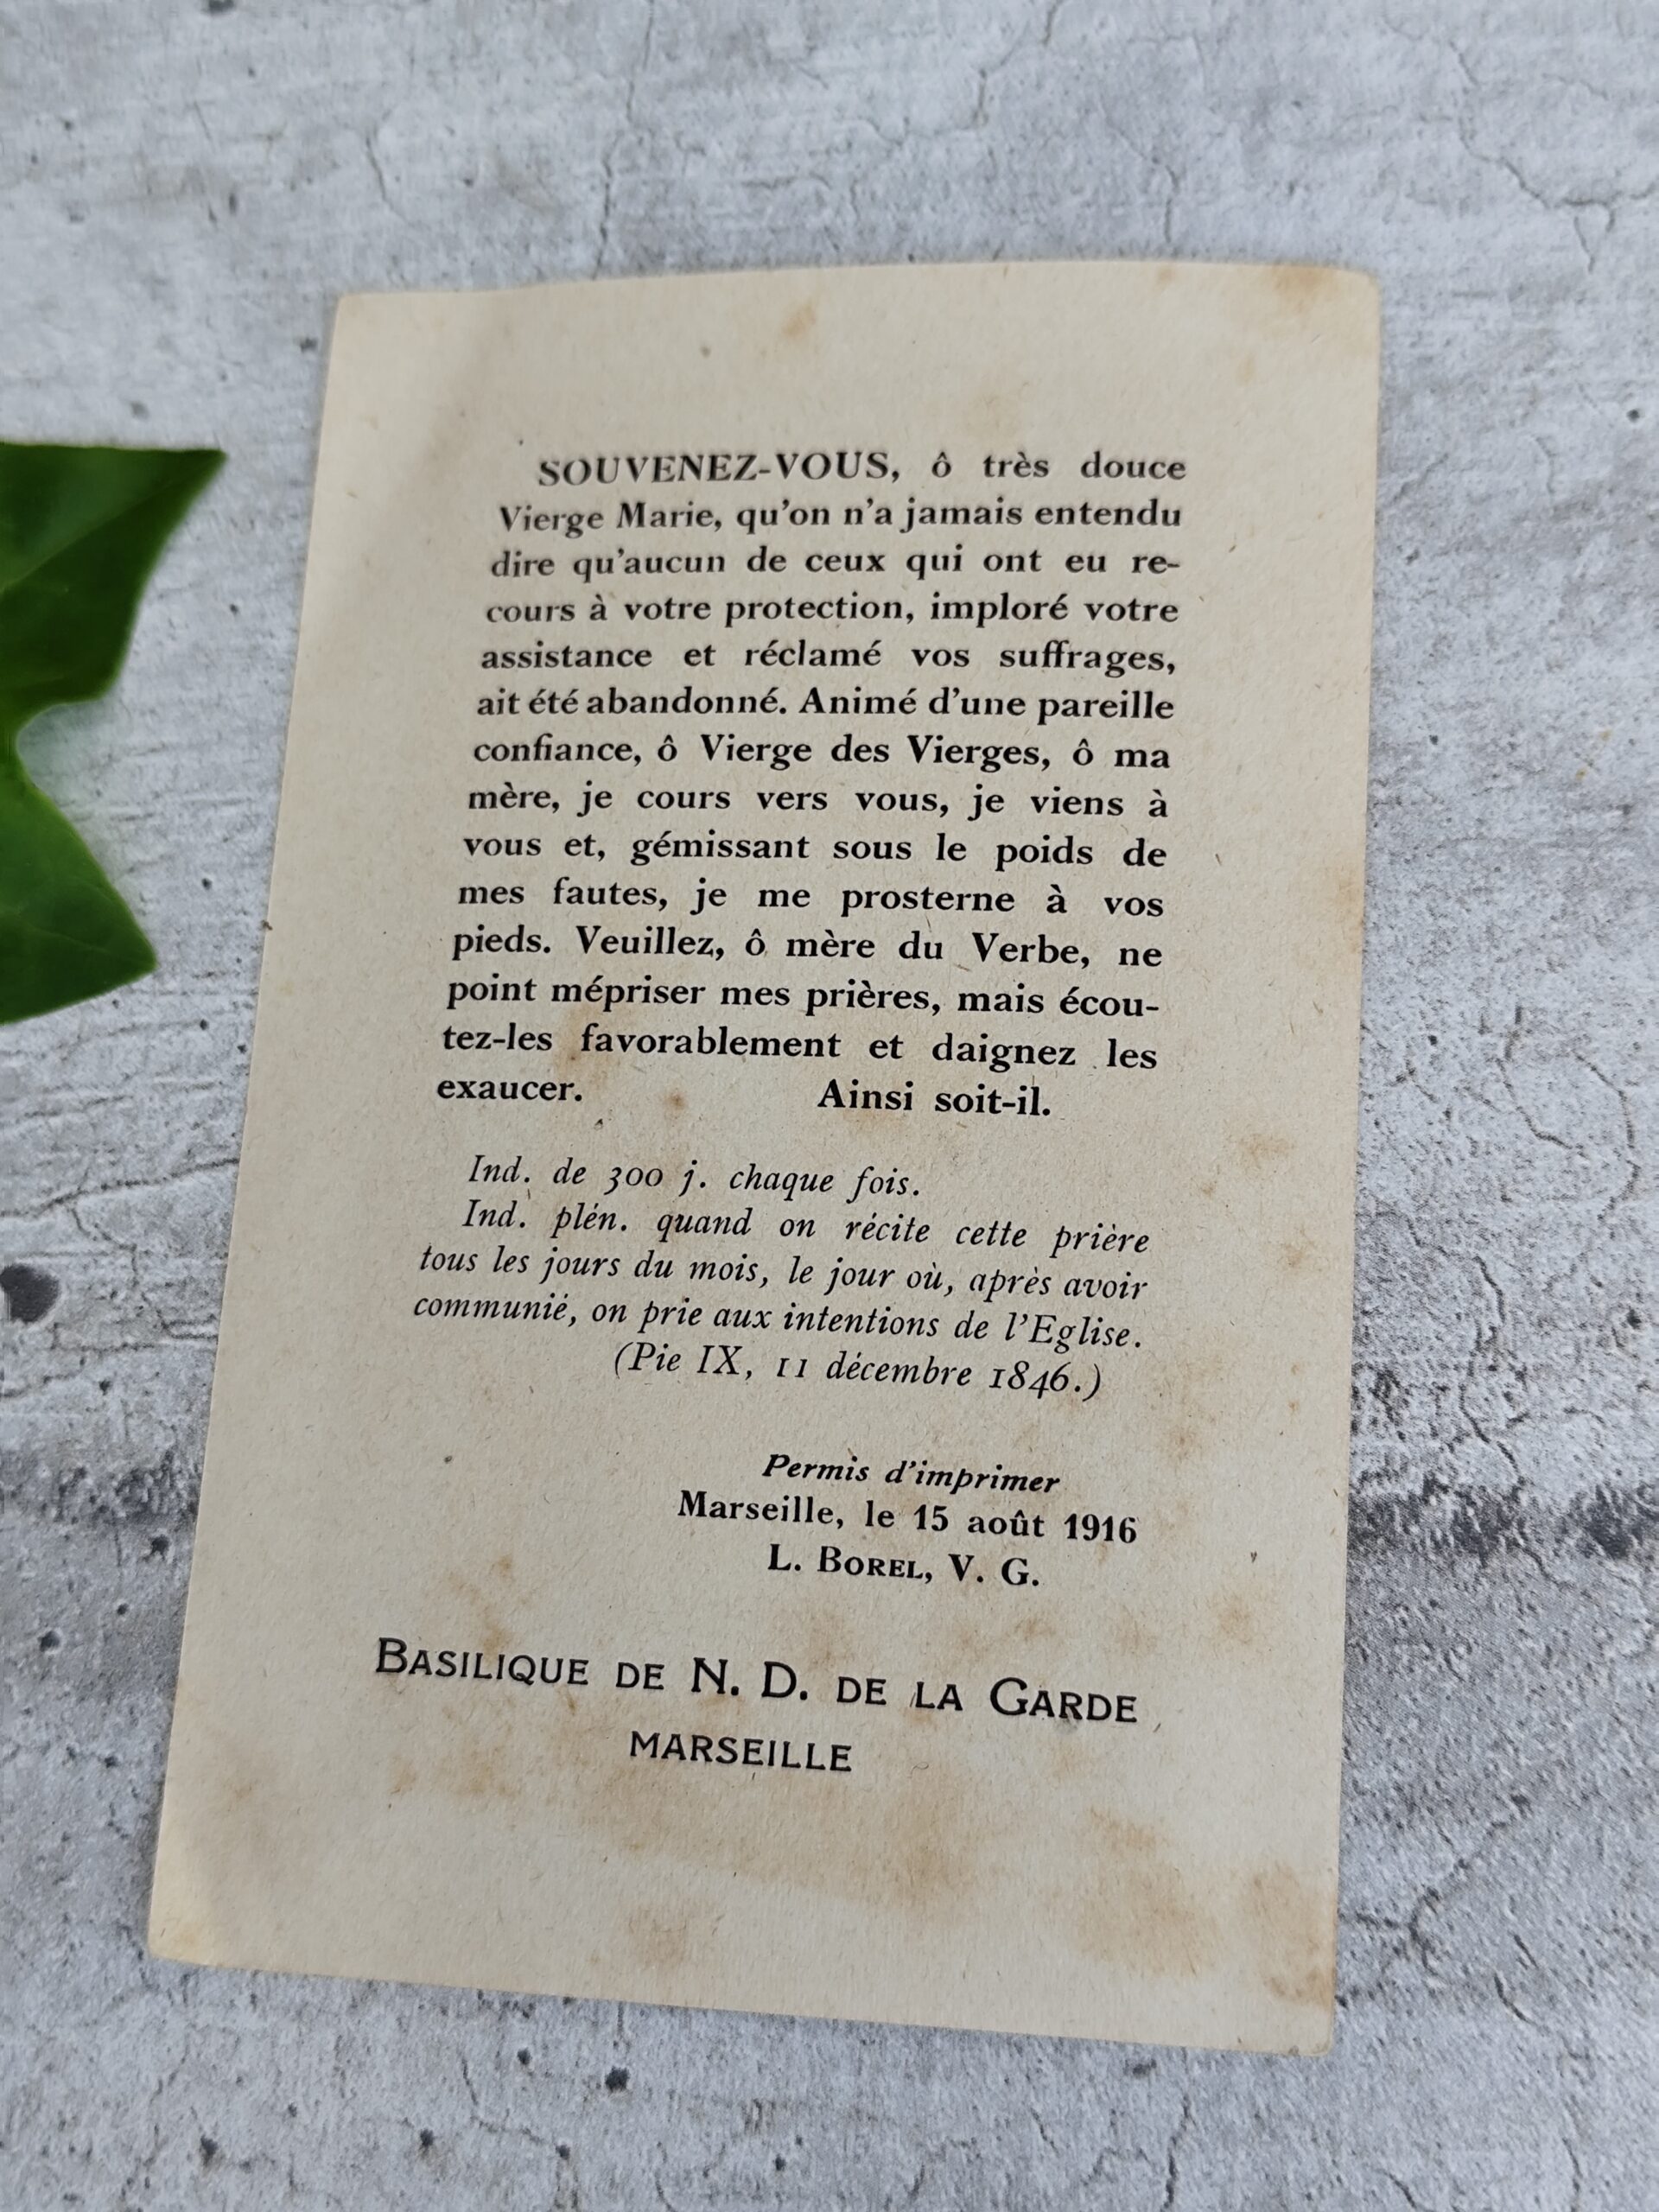 SOUVENEZ-VOUS, ô très douce
Vierge Marie, qu'on n'a jamais entendu
dire qu'aucun de ceux qui ont eu re-
cours à votre protection, imploré votre
assistance et réclamé vos suffrages,
ait été abandonné. Animé d'une pareille
confiance, ô Vierge des Vierges, ô ma
mère, je cours vers vous, je viens à
vous et, gémissant sous le poids de
mes fautes, je me prosterne à vos
pieds. Veuillez, ô mère du Verbe, ne
point mépriser mes prières, mais écou-
tez-les favorablement et daignez les
exaucer. Ainsi soit-il.
Ind. de 300 j. chaque fois.
Ind. plén. quand on récite cette prière
tous les jours du mois, le jour où, après avoir
communié, on prie aux intentions de l'Eglise.
(Pie IX, 11 décembre 1846.)
Permis d'imprimer
Marseille, le 15 août 1916
L. BOREL, V. G.
BASILIQUE DE N. D. DE LA GARDE
MARSEILLE